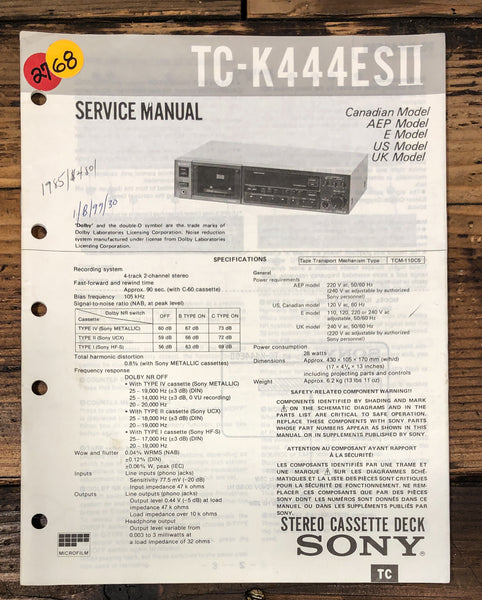 2768
TC-K444ESII
SERVICE MANUAL
Canadian Model
AEP Model
E Model
US Model
UK Model
1985/8480/
1/8/99/30
'Dolby' and the double-D symbol are the trade marks of
Dolby Laboratories Licensing Corporation. Noise reduction
system manufactured under license from Dolby Laboratories
Licensing Corporation.
SPECIFICATIONS
Recording system
4-track 2-channel stereo
Fast-forward and rewind time
Approx. 90 sec. (with C-60 cassette)
Bias frequency 105 kHz
Signal-to-noise ratio (NAB, at peak level)
Dolby NR switch
Cassette
OFF B TYPE ON C TYPE ON
TYPE IV (Sony METALLIC) 60 dB 67 dB 73 dB
TYPE II (Sony UCX) 59 dB 66 dB 72 dB
TYPE I (Sony HF-S) 56 dB 63 dB 69 dB
Total harmonic distortion
0.8% (with Sony METALLIC cassettes)
Frequency response
DOLBY NR OFF
• With TYPE IV cassette (Sony METALLIC)
25 – 19,000 Hz ±3 dB (DIN)
25 – 14,000 Hz ±3 dB (0 VU recording)
20 – 20,000 Hz
• With TYPE II cassette (Sony UCX)
25 – 18,000 Hz ±3 dB (DIN)
20 – 19,000 Hz
• With TYPE I cassette (Sony HF-S)
25 – 17,000 Hz ±3 dB (DIN)
20 – 19,000 Hz
Wow and flutter 0.04% WRMS (NAB)
±0.12% (DIN)
±0.06% W, peak (IEC)
Inputs Line inputs (phono jacks)
Sensitivity 77.5 mV (−20 dB)
Input impedance 47 k ohms
Outputs Line outputs (phono jacks)
Output level 0.44 V (−5 dB) at load
impedance 47 k ohms
Load impedance over 10 k ohms
Headphone output
Output level variable from
0.003 to 3 milliwatts at
a load impedance of 32 ohms
Tape Transport Mechanism Type TCM-110C5
General
Power requirements
AEP model 220 V ac, 50/60 Hz
(240 V ac adjustable by authorized
Sony personnel)
US, Canadian model 120 V ac, 60 Hz
E model 110, 120, 220 or 240 V ac
adjustable, 50/60 Hz
UK model 240 V ac, 50/60 Hz
(220 V ac adjustable by authorized
Sony personnel)
Power consumption
28 watts
Dimensions Approx. 430 × 105 × 170 mm (w/h/d)
(17 × 4¼ × 13 inches)
including projecting parts and controls
Weight Approx. 6.2 kg (13 lbs 11 oz)
SAFETY-RELATED COMPONENT WARNING!!
COMPONENTS IDENTIFIED BY SHADING AND MARK
⚠ ON THE SCHEMATIC DIAGRAMS AND IN THE
PARTS LIST ARE CRITICAL TO SAFE OPERATION,
REPLACE THESE COMPONENTS WITH SONY PARTS
WHOSE PART NUMBERS APPEAR AS SHOWN IN THIS
MANUAL OR IN SUPPLEMENTS PUBLISHED BY SONY.
ATTENTION AU COMPOSANT AYANT RAPPORT
À LA SÉCURITÉ!
LES COMPOSANTS IDENTIFIÉS PAR UNE TRAME ET
UNE MARQUE ⚠ SUR LES DIAGRAMMES SCHÉ-
MATIQUES ET LA LISTE DES PIÈCES SONT CRITIQUES
POUR LA SÉCURITÉ DE FONCTIONNEMENT, NE REM-
PLACER CES COMPOSANTS QUE PAR DES PIÈCES
SONY DONT LES NUMÉROS SONT DONNÉS DANS CE
MANUEL OU DANS LES SUPPLÉMENTS PUBLIÉS PAR
SONY.
MICROFILM
STEREO CASSETTE DECK
SONY
TC